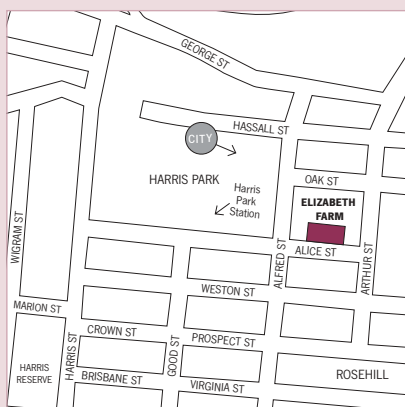 GEORGE ST
HASSALL ST
CITY
OAK ST
HARRIS PARK
Harris
Park
Station
ELIZABETH
FARM
WIGRAM ST
ALFRED ST
ALICE ST
ARTHUR ST
WESTON ST
MARION ST
CROWN ST
HARRIS ST
GOOD ST
PROSPECT ST
HARRIS
RESERVE
BRISBANE ST
VIRGINIA ST
ROSEHILL